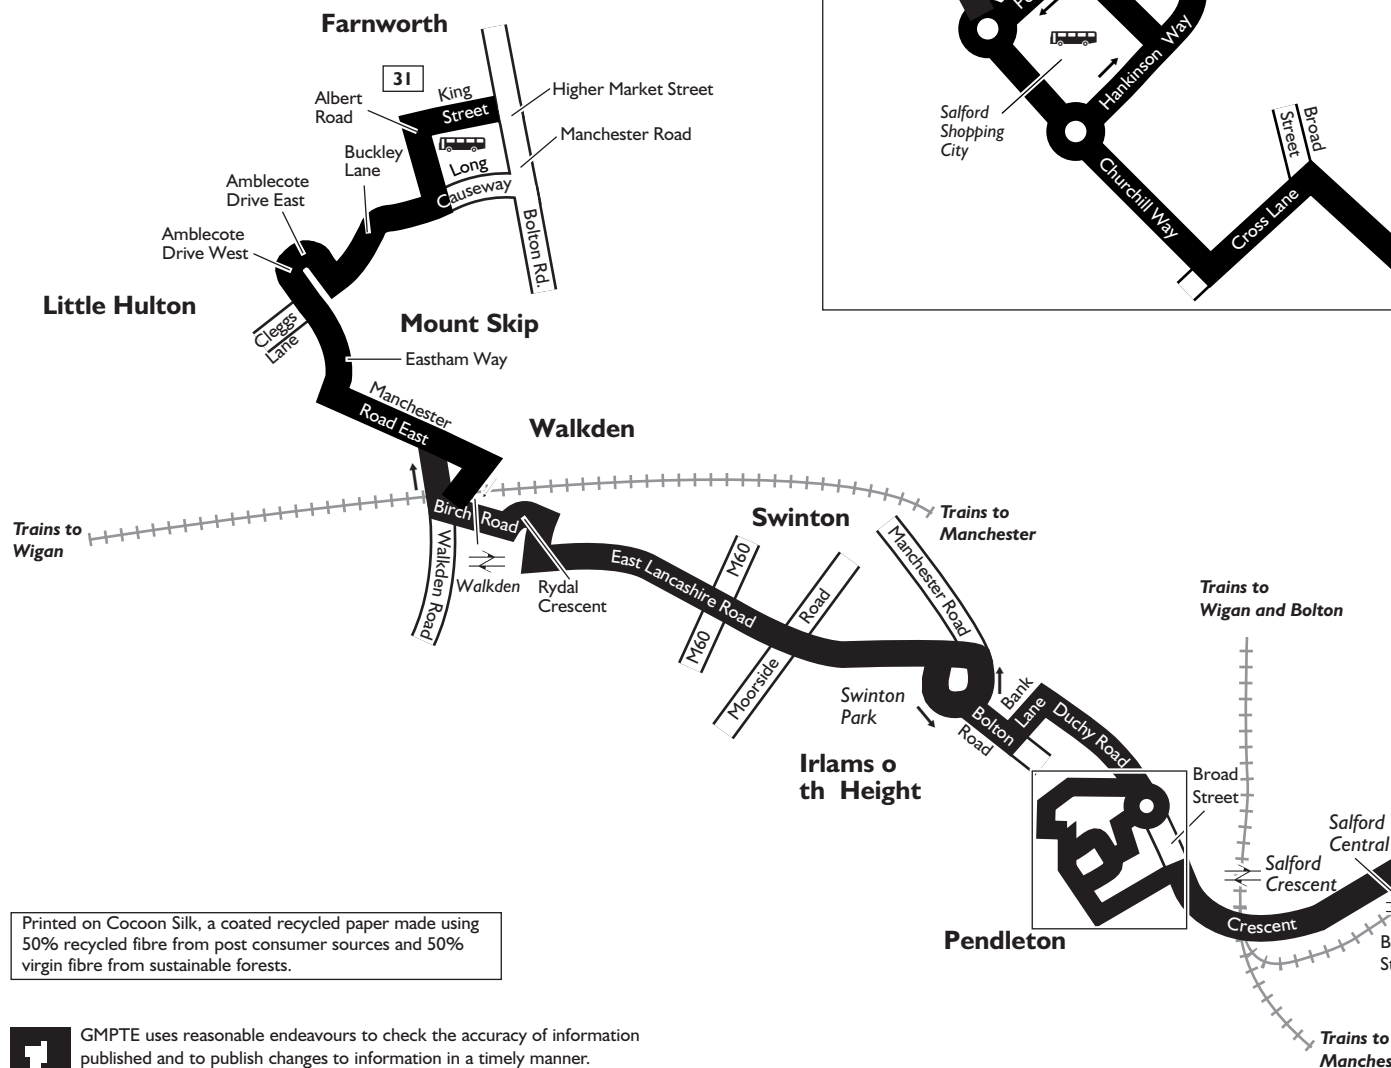 Farnworth
31
King
Street
Higher Market Street
Albert
Road
Manchester Road
Buckley
Lane
Long
Causeway
Amblecote
Drive East
Amblecote
Drive West
Bolton Rd.
Little Hulton
Cleggs
Lane
Mount Skip
Eastham Way
Manchester
Road East
Walkden
Trains to
Wigan
Birch Road
Walkden Road
Walkden
Rydal
Crescent
Swinton
Trains to
Manchester
East Lancashire Road
M60
M60
Moorside
Road
Manchester Road
Swinton
Park
Bolton
Road
Bank
Lane
Duchy Road
Irlams o
th Height
Trains to
Wigan and Bolton
Broad
Street
Salford
Central
Salford
Crescent
Crescent
Pendleton
Trains to
Manches
Hankinson Way
Salford
Shopping
City
Churchill Way
Cross Lane
Broad
Street
Printed on Cocoon Silk, a coated recycled paper made using
50% recycled fibre from post consumer sources and 50%
virgin fibre from sustainable forests.
GMPTE uses reasonable endeavours to check the accuracy of information
published and to publish changes to information in a timely manner.